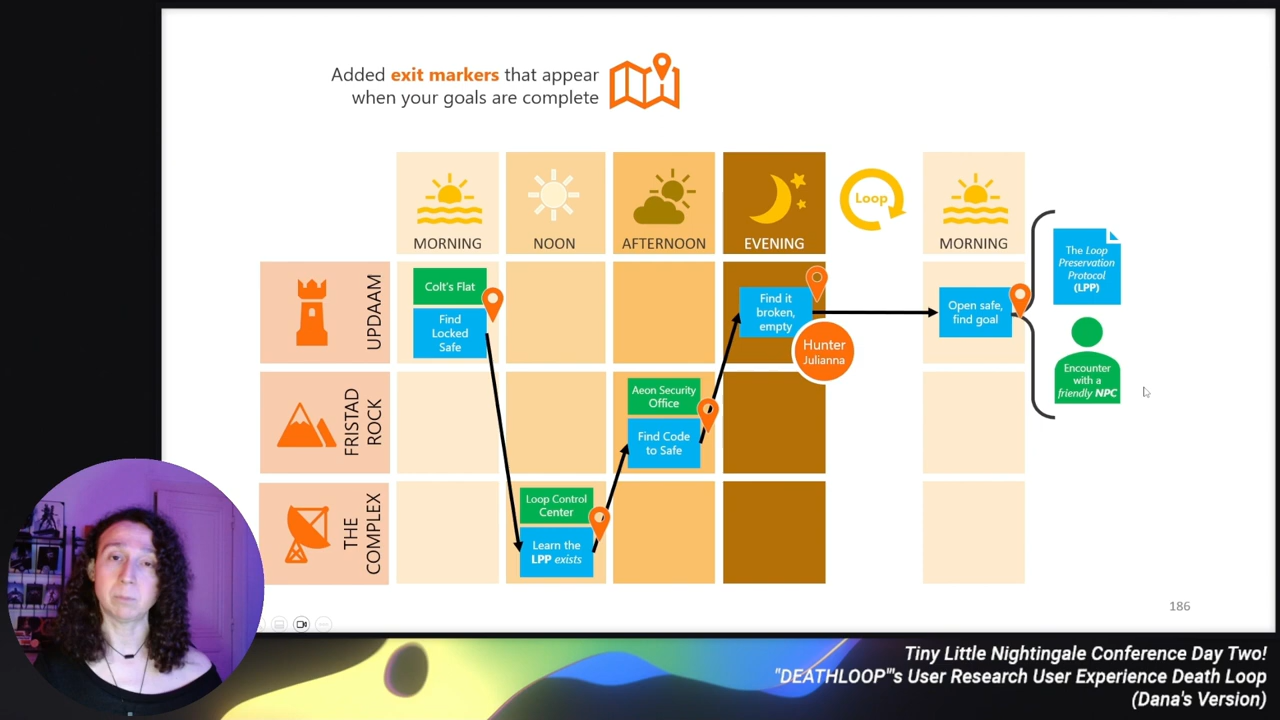 Added exit markers that appear
when your goals are complete
MORNING
NOON
AFTERNOON
EVENING
Loop
MORNING
UPDAAM
Colt's Flat
Find
Locked
Safe
Find it
broken,
empty
Hunter
Julianna
Open safe,
find goal
The Loop
Preservation
Protocol
(LPP)
Encounter
with a
friendly NPC
FRISTAD
ROCK
Aeon Security
Office
Find Code
to Safe
THE
COMPLEX
Loop Control
Center
Learn the
LPP exists
186
Tiny Little Nightingale Conference Day Two!
"DEATHLOOP"'s User Research User Experience Death Loop
(Dana's Version)